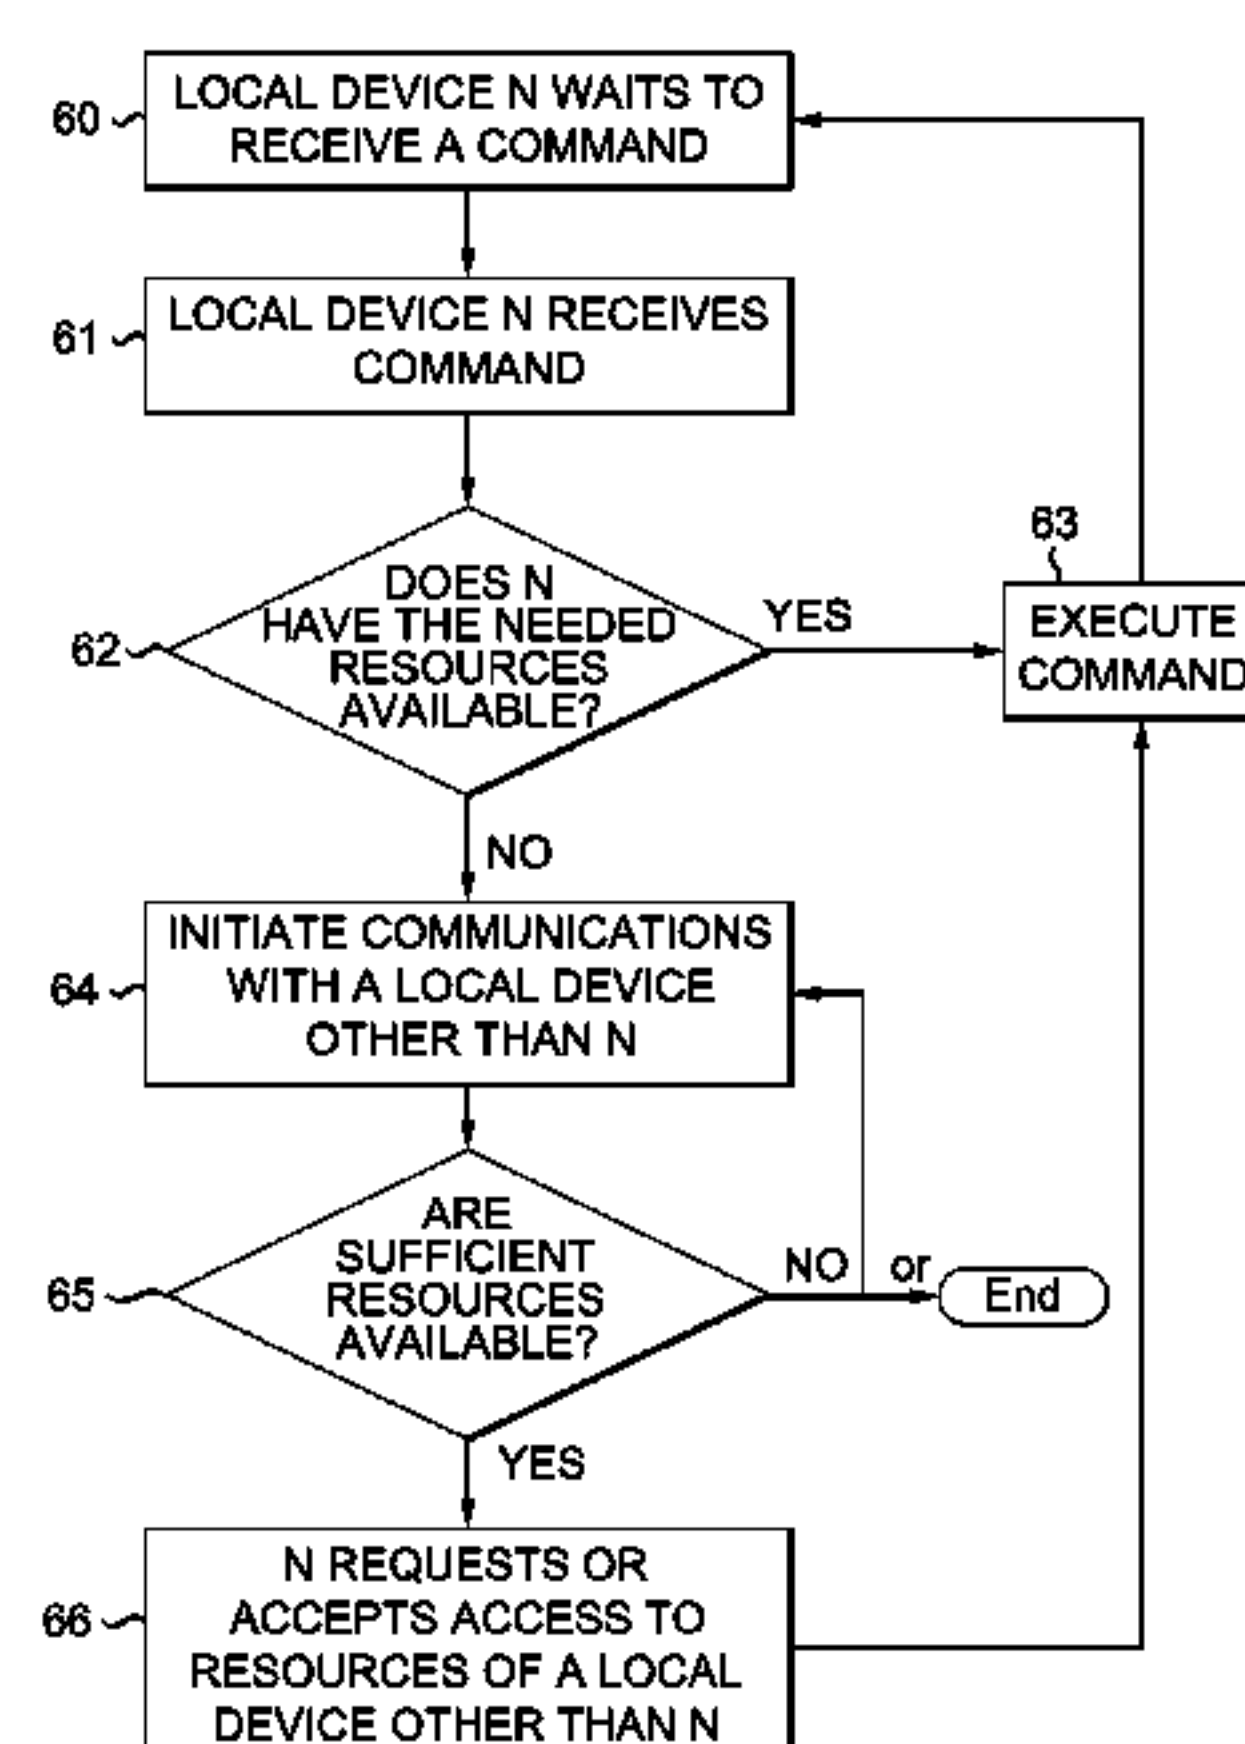 60
LOCAL DEVICE N WAITS TO
RECEIVE A COMMAND
61
LOCAL DEVICE N RECEIVES
COMMAND
62
DOES N
HAVE THE NEEDED
RESOURCES
AVAILABLE?
YES
63
EXECUTE
COMMAND
NO
64
INITIATE COMMUNICATIONS
WITH A LOCAL DEVICE
OTHER THAN N
65
ARE
SUFFICIENT
RESOURCES
AVAILABLE?
NO or
End
YES
66
N REQUESTS OR
ACCEPTS ACCESS TO
RESOURCES OF A LOCAL
DEVICE OTHER THAN N